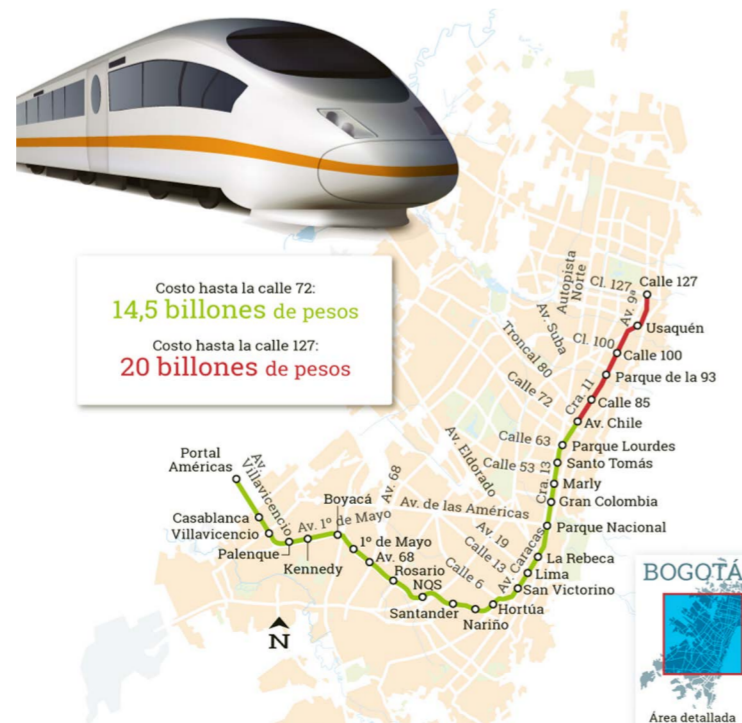 Costo hasta la calle 72:
14,5 billones de pesos
Costo hasta la calle 127:
20 billones de pesos
Autopista
Norte
Cl. 127
Calle 127
Av. 9ª
Usaquén
Av. Suba
Cl. 100
Calle 100
Troncal 80
Parque de la 93
Calle 72
Cra. 11
Calle 85
Av. Chile
Calle 63
Parque Lourdes
Av. Eldorado
Calle 53
Santo Tomás
Cra. 13
Marly
Gran Colombia
Portal
Américas
Av.
Villavicencio
Av. 68
Boyacá
Av. de las Américas
Parque Nacional
Casablanca
Villavicencio
Av. 1º de Mayo
Av. 19
Palenque
Kennedy
1º de Mayo
Av. 68
Calle 13
Av. Caracas
La Rebeca
Rosario
Calle 6
Lima
NQS
San Victorino
Santander
Hortúa
Nariño
N
BOGOTÁ
Área detallada